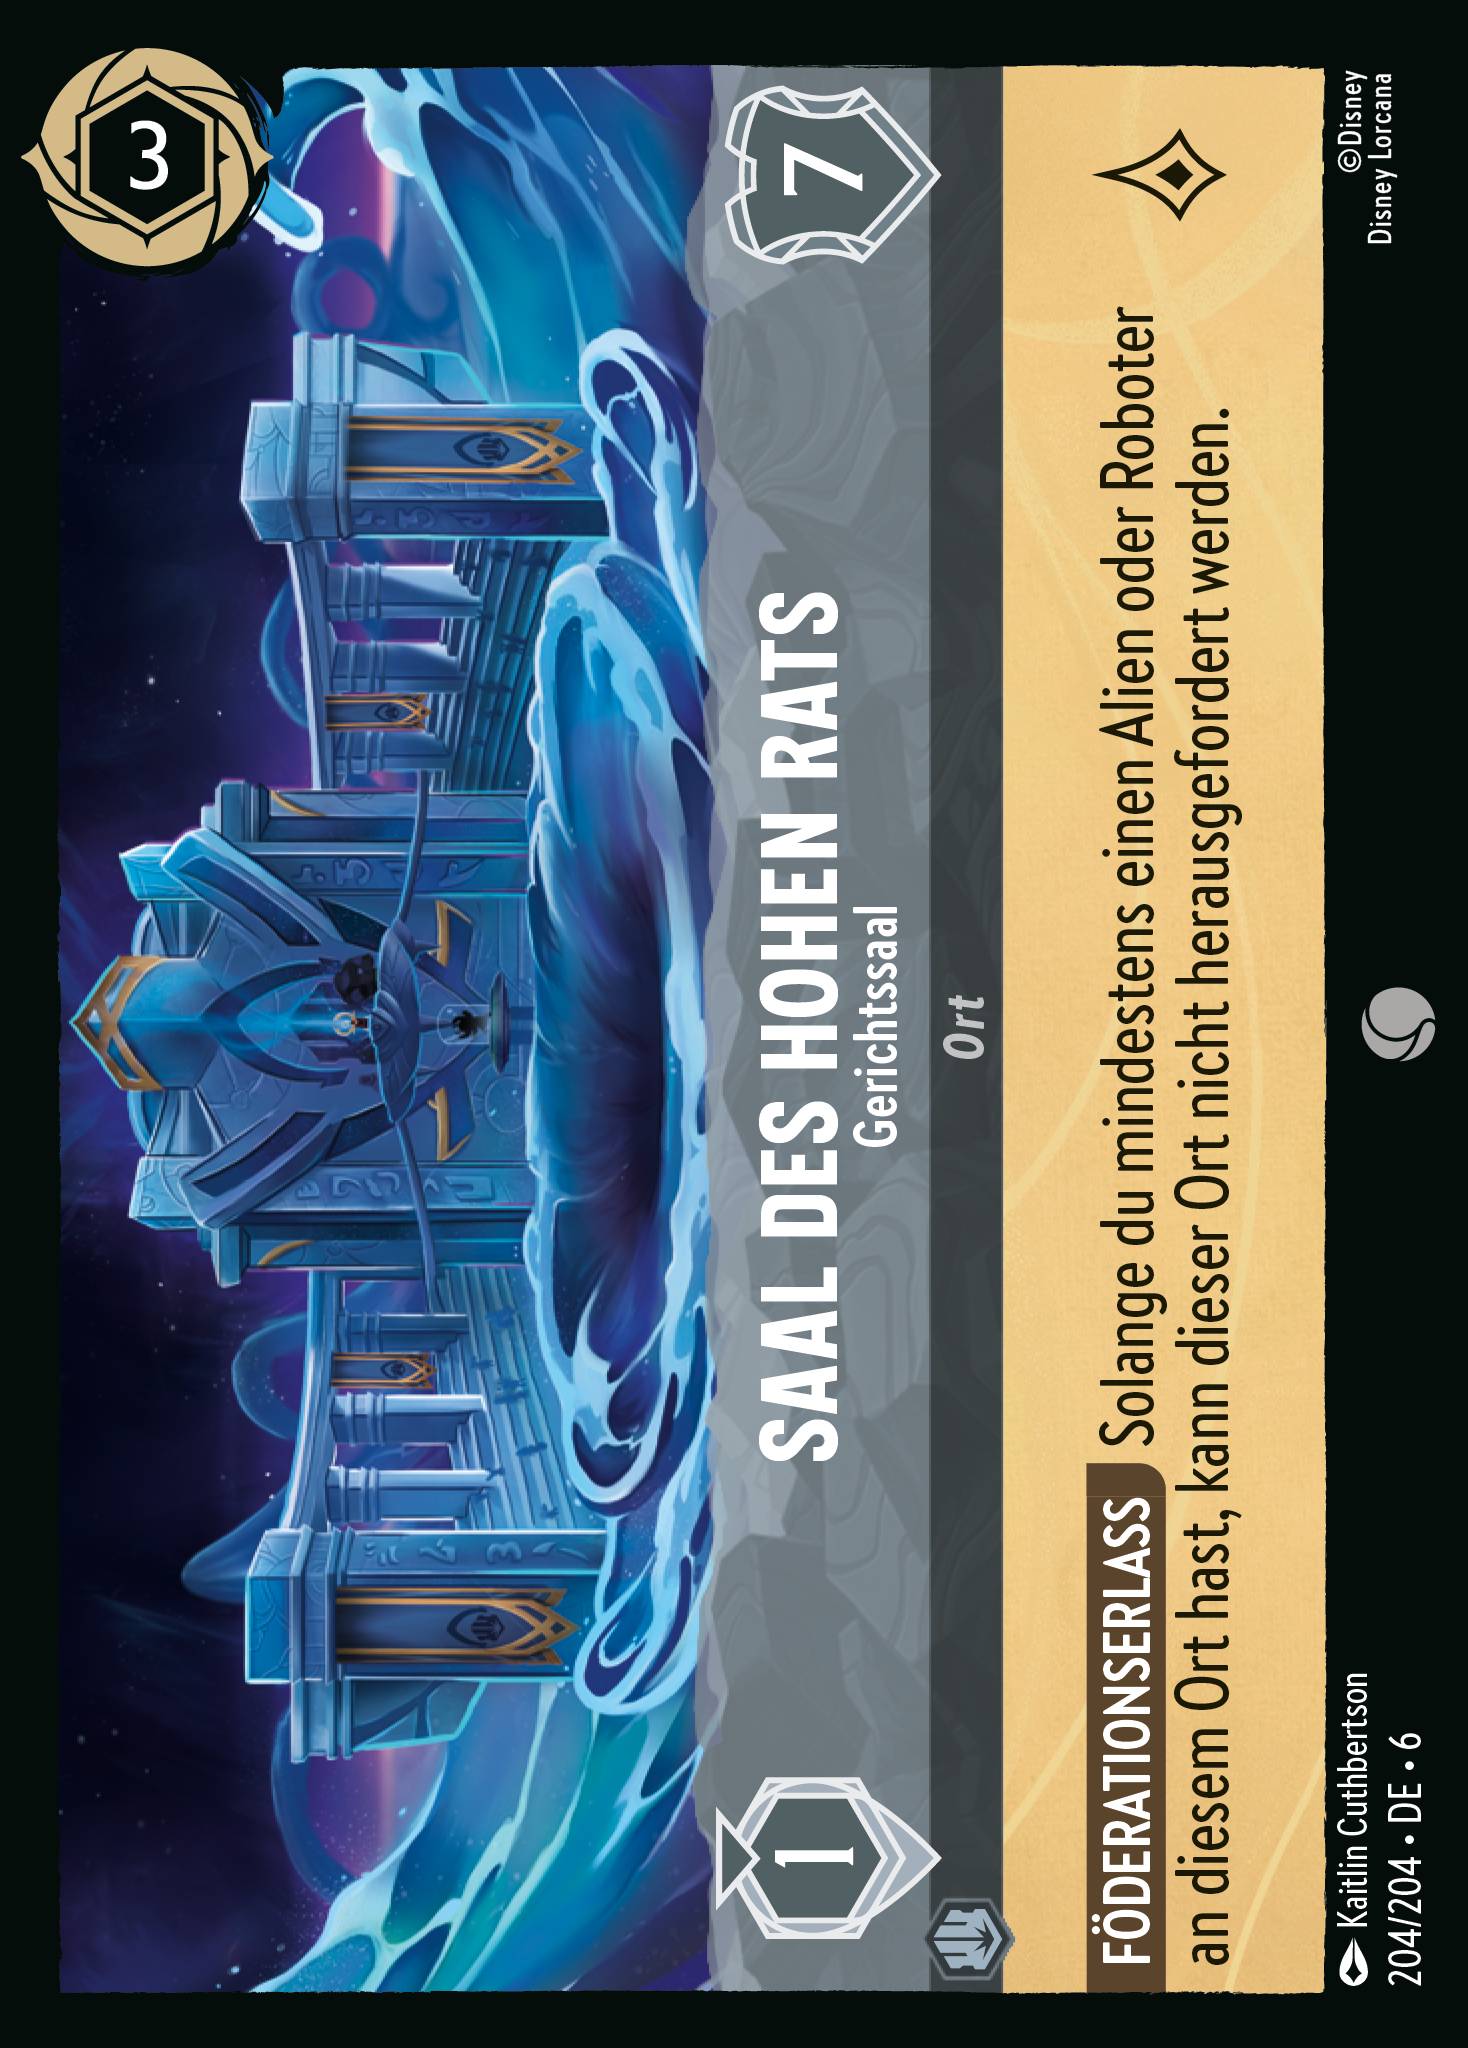 3
SAAL DES HOHEN RATS
Gerichtssaal
1
7
Ort
FÖDERATIONSERLASS Solange du mindestens einen Alien oder Roboter
an diesem Ort hast, kann dieser Ort nicht herausgefordert werden.
Kaitlin Cuthbertson
204/204 • DE • 6
©Disney
Disney Lorcana